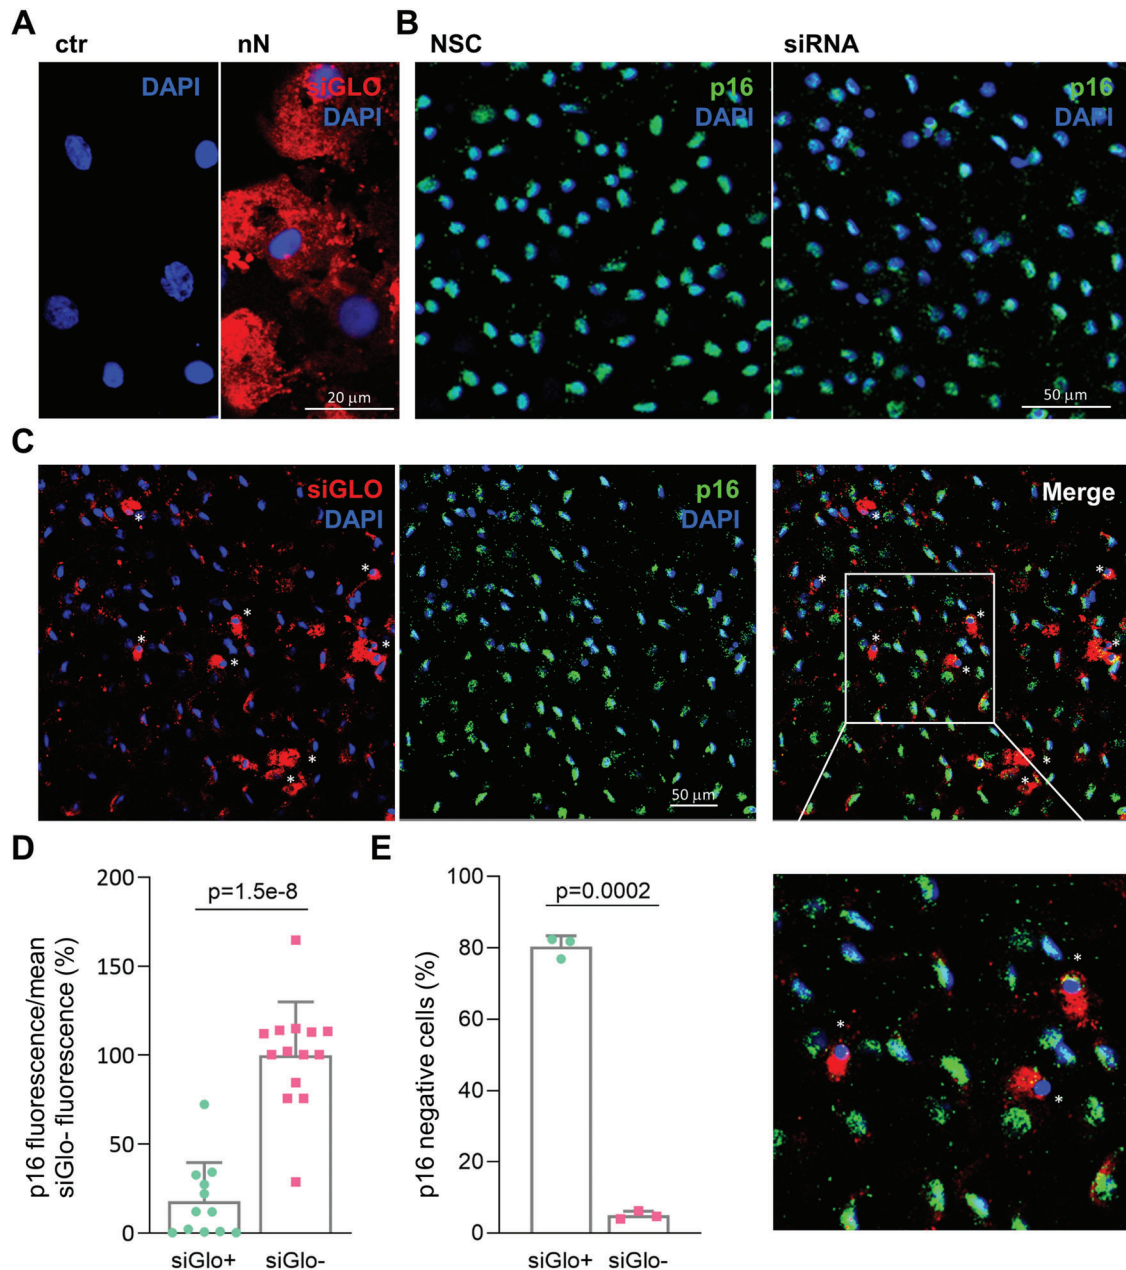 A
ctr
nN
DAPI
siGLO
DAPI
20 µm
B
NSC
siRNA
p16
DAPI
p16
DAPI
50 µm
C
siGLO
DAPI
*
*
*
*
*
*
*
*
p16
DAPI
50 µm
Merge
*
*
*
*
*
*
*
*
*
D
p16 fluorescence/mean
siGlo- fluorescence (%)
200
150
100
50
0
p=1.5e-8
siGlo+
siGlo-
E
p16 negative cells (%)
100
80
60
40
20
0
p=0.0002
siGlo+
siGlo-
*
*
*